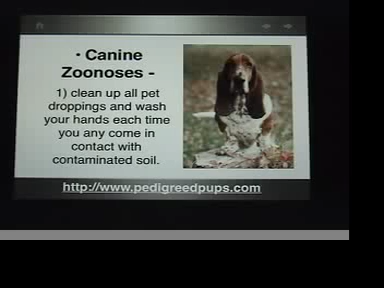 · Canine
Zoonoses -
1) clean up all pet
droppings and wash
your hands each time
you any come in
contact with
contaminated soil.
http://www.pedigreedpups.com